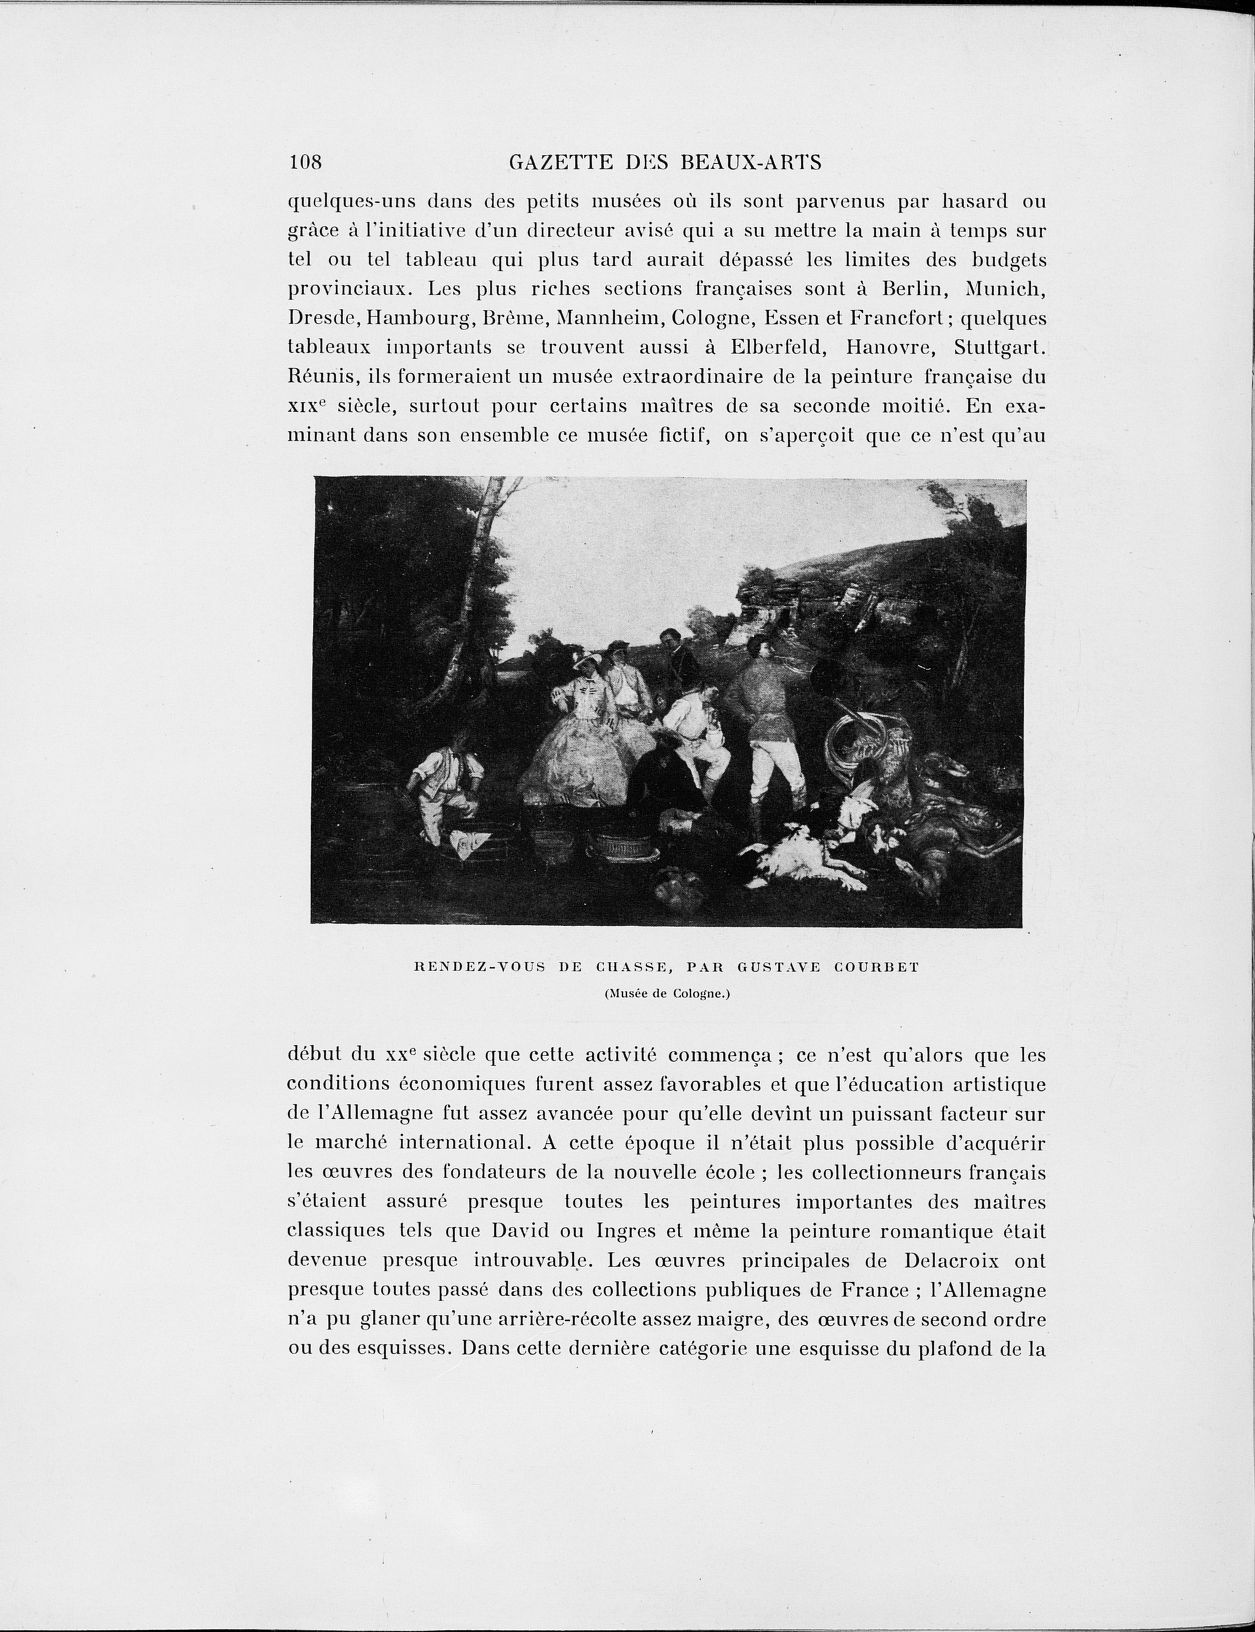 108 GAZETTE DES BEAUX-ARTS
quelques-uns dans des petits musées où ils sont parvenus par hasard ou
grâce à l'initiative d'un directeur avisé qui a su mettre la main à temps sur
tel ou tel tableau qui plus tard aurait dépassé les limites des budgets
provinciaux. Les plus riches sections françaises sont à Berlin, Munich,
Dresde, Hambourg, Brême, Mannheim, Cologne, Essen et Francfort ; quelques
tableaux importants se trouvent aussi à Elberfeld, Hanovre, Stuttgart.
Réunis, ils formeraient un musée extraordinaire de la peinture française du
XIXe siècle, surtout pour certains maîtres de sa seconde moitié. En exa-
minant dans son ensemble ce musée fictif, on s'aperçoit que ce n'est qu'au
RENDEZ-VOUS DE CHASSE, PAR GUSTAVE COURBET
(Musée de Cologne.)
début du XXe siècle que cette activité commença ; ce n'est qu'alors que les
conditions économiques furent assez favorables et que l'éducation artistique
de l'Allemagne fut assez avancée pour qu'elle devînt un puissant facteur sur
le marché international. A cette époque il n'était plus possible d'acquérir
les œuvres des fondateurs de la nouvelle école ; les collectionneurs français
s'étaient assuré presque toutes les peintures importantes des maîtres
classiques tels que David ou Ingres et même la peinture romantique était
devenue presque introuvable. Les œuvres principales de Delacroix ont
presque toutes passé dans des collections publiques de France ; l'Allemagne
n'a pu glaner qu'une arrière-récolte assez maigre, des œuvres de second ordre
ou des esquisses. Dans cette dernière catégorie une esquisse du plafond de la